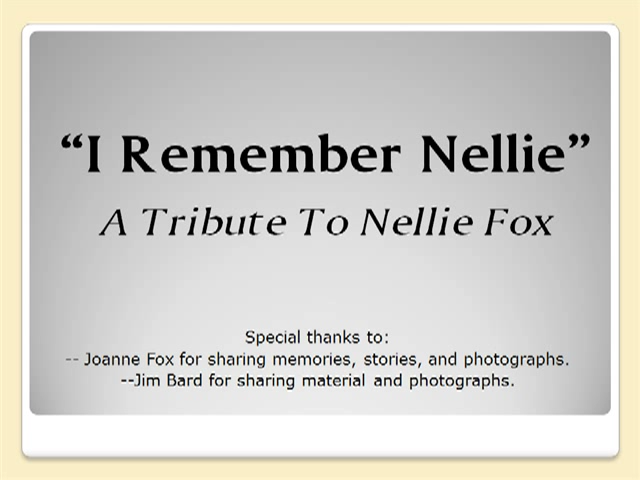 “I Remember Nellie”
A Tribute To Nellie Fox
Special thanks to:
-- Joanne Fox for sharing memories, stories, and photographs.
--Jim Bard for sharing material and photographs.